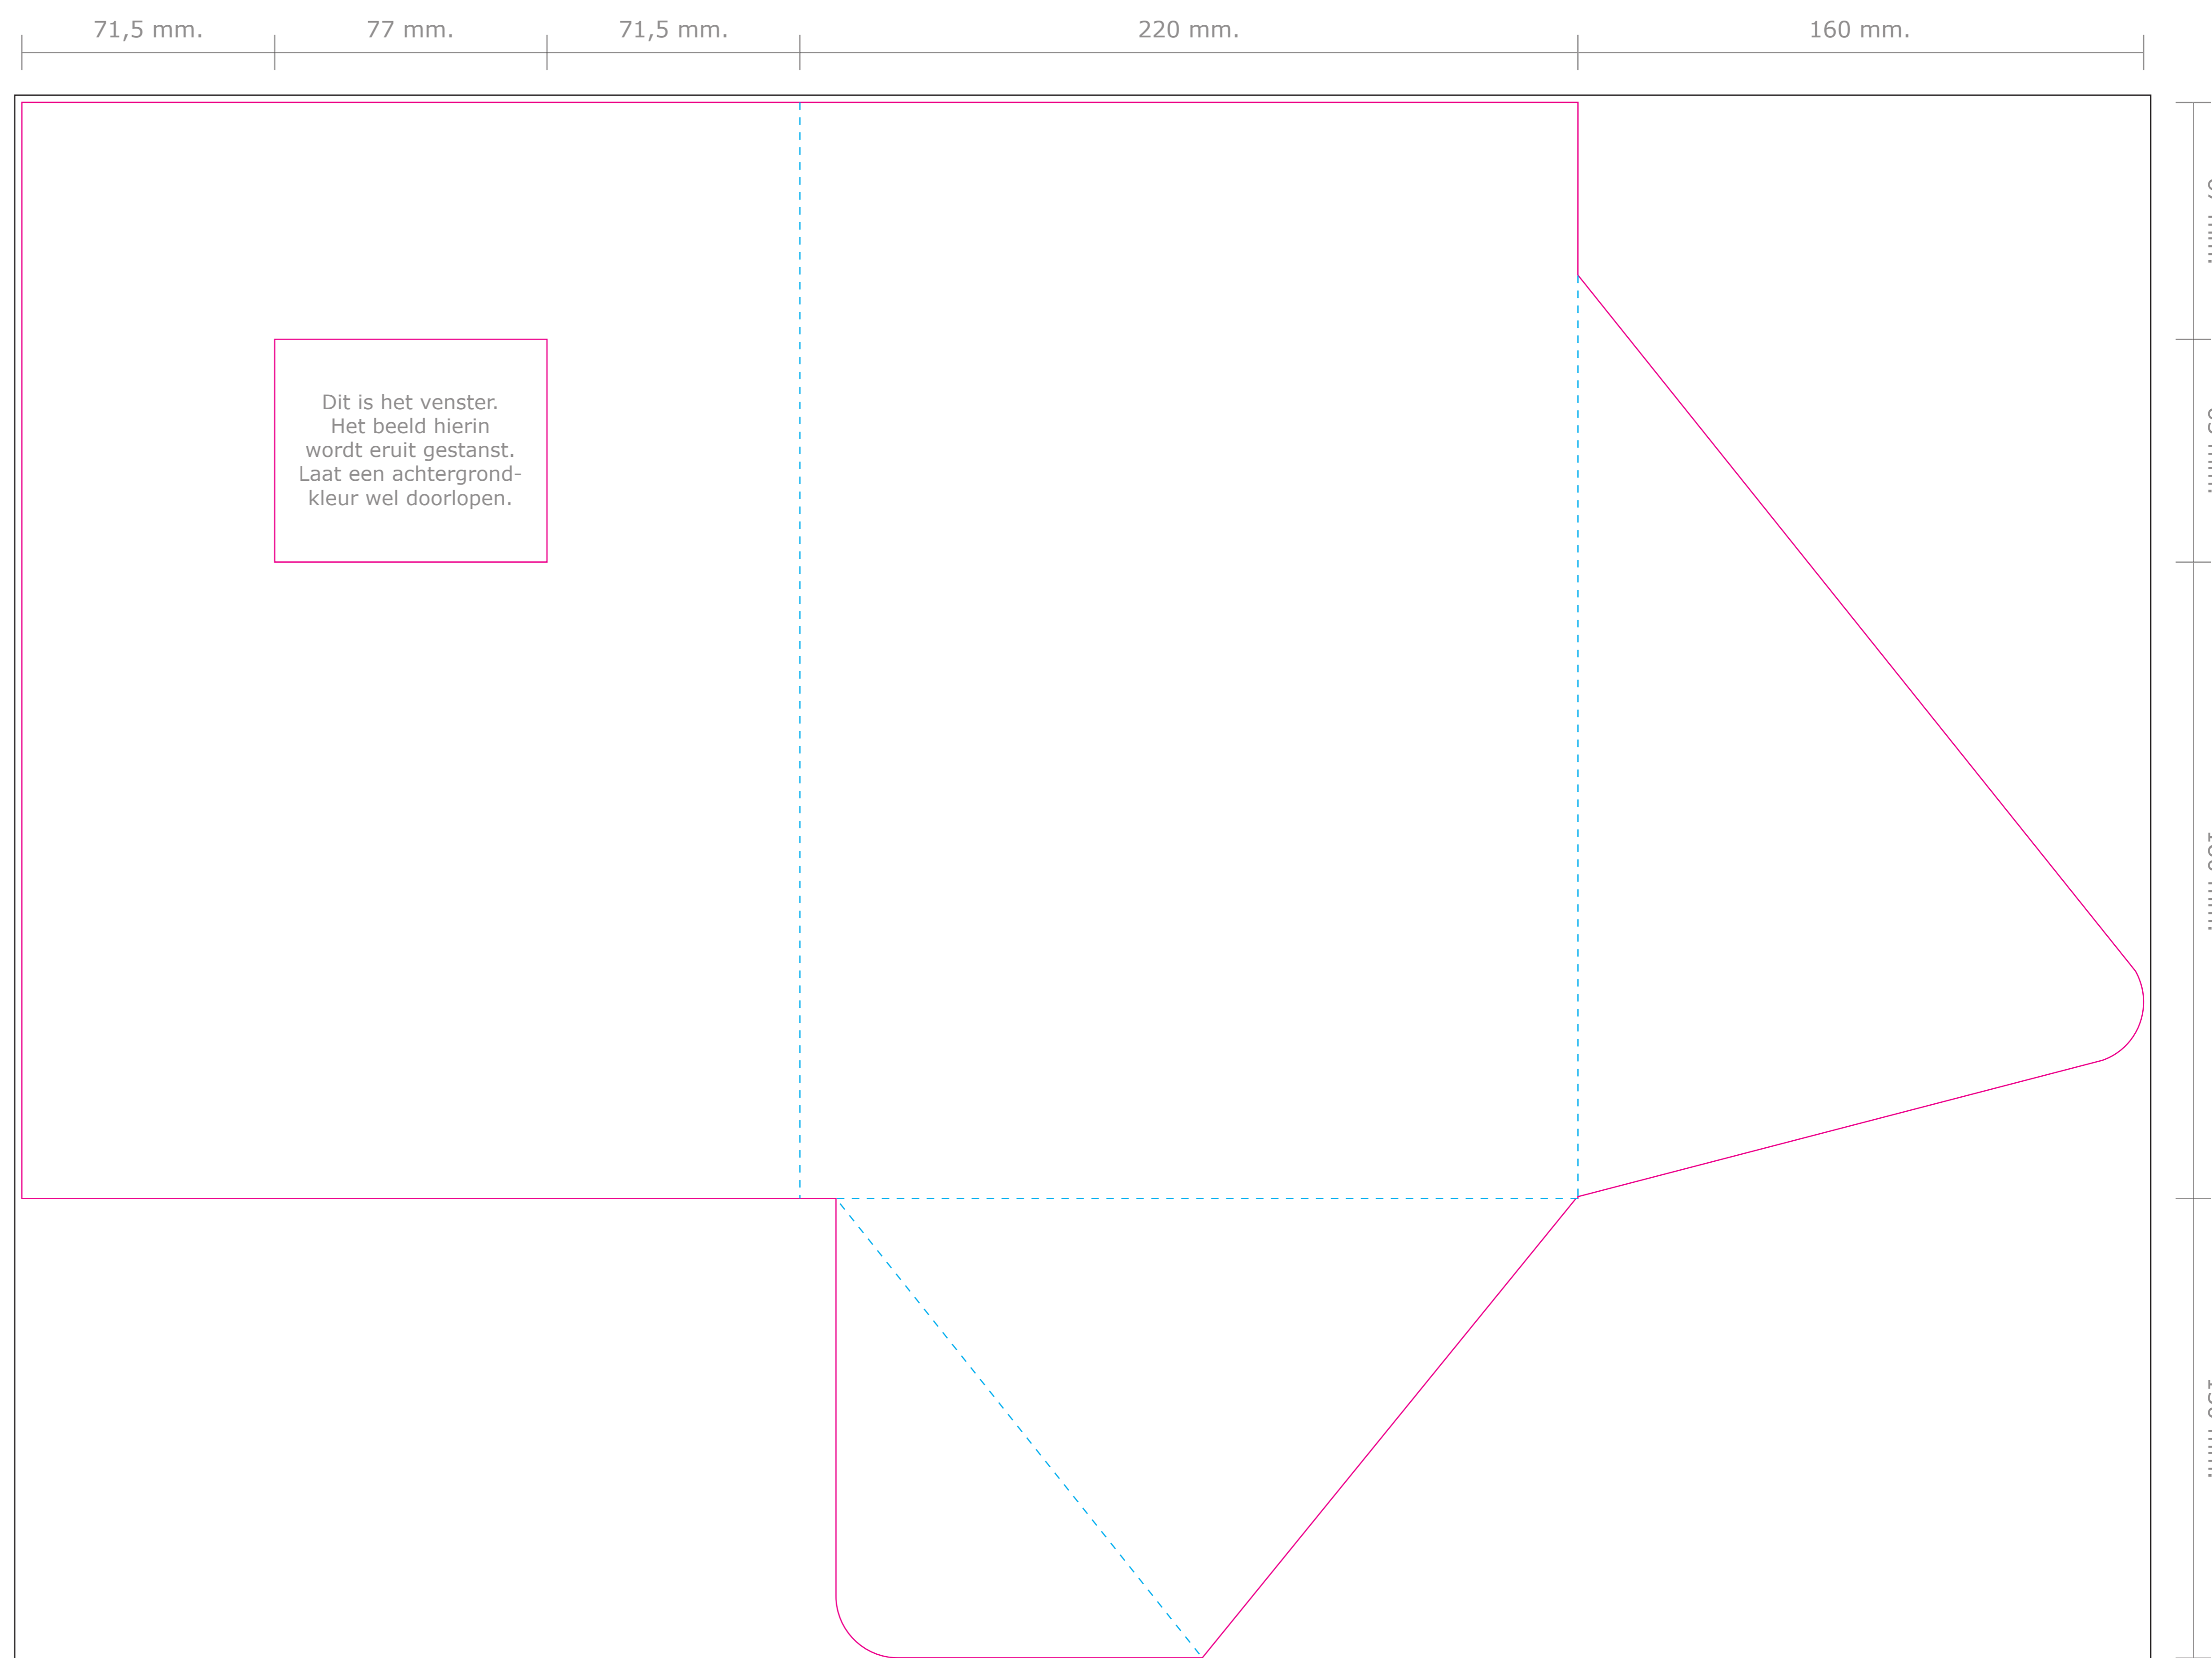 71,5 mm.
77 mm.
71,5 mm.
220 mm.
160 mm.
Dit is het venster.
Het beeld hierin
wordt eruit gestanst.
Laat een achtergrond-
kleur wel doorlopen.